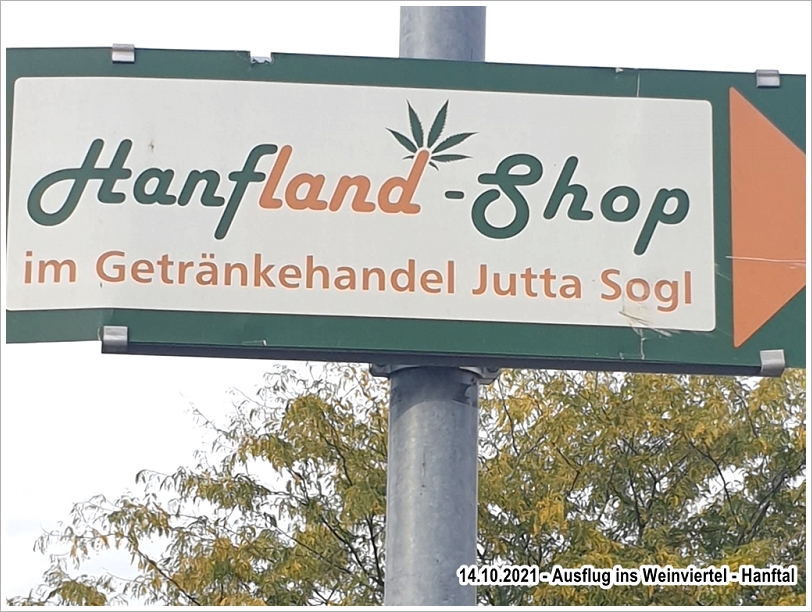 Hanfland-Shop
im Getränkehandel Jutta Sogl
14.10.2021 - Ausflug ins Weinviertel - Hanftal